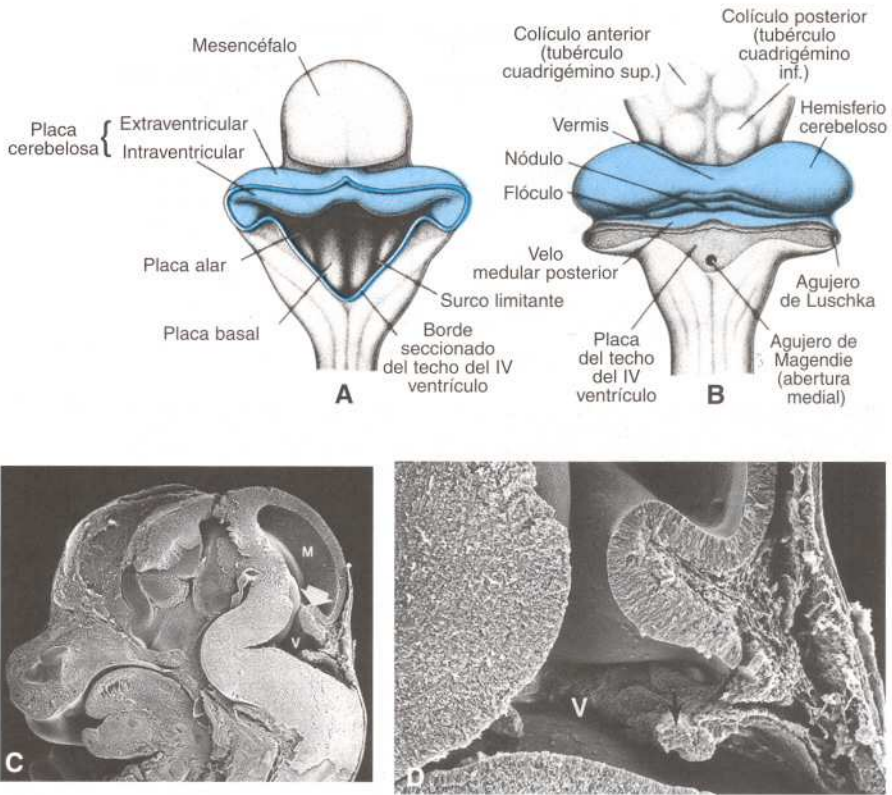 Mesencéfalo
Placa
cerebelosa
Extraventricular
Intraventricular
Placa alar
Placa basal
Surco limitante
Borde
seccionado
del techo del IV
ventrículo
A
Colículo anterior
(tubérculo
cuadrigémino sup.)
Colículo posterior
(tubérculo
cuadrigémino
inf.)
Vermis
Hemisferio
cerebeloso
Nódulo
Flóculo
Velo
medular posterior
Agujero
de Luschka
Placa
del techo
del IV
ventrículo
Agujero de
Magendie
(abertura
medial)
B
M
V
C
V
D